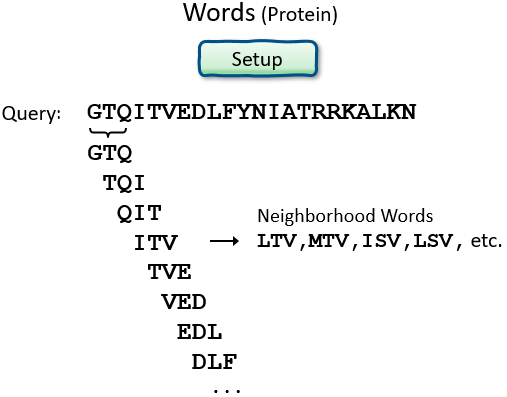 Words (Protein)
Setup
Query: GTQITVEDLFYNIATRRKALKN
GTQ
TQI
QIT
Neighborhood Words
ITV → LTV,MTV,ISV,LSV, etc.
TVE
VED
EDL
DLF
...